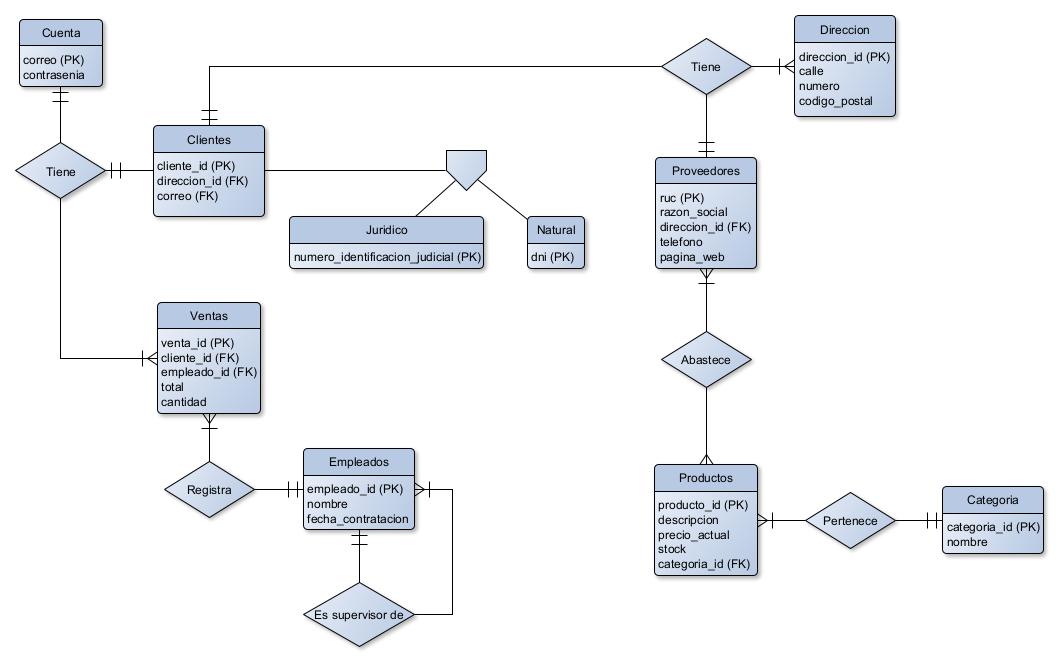 Cuenta
correo (PK)
contrasenia
Tiene
Clientes
cliente_id (PK)
direccion_id (FK)
correo (FK)
Juridico
numero_identificacion_judicial (PK)
Natural
dni (PK)
Tiene
Direccion
direccion_id (PK)
calle
numero
codigo_postal
Proveedores
ruc (PK)
razon_social
direccion_id (FK)
telefono
pagina_web
Ventas
venta_id (PK)
cliente_id (FK)
empleado_id (FK)
total
cantidad
Abastece
Registra
Empleados
empleado_id (PK)
nombre
fecha_contratacion
Es supervisor de
Productos
producto_id (PK)
descripcion
precio_actual
stock
categoria_id (FK)
Pertenece
Categoria
categoria_id (PK)
nombre